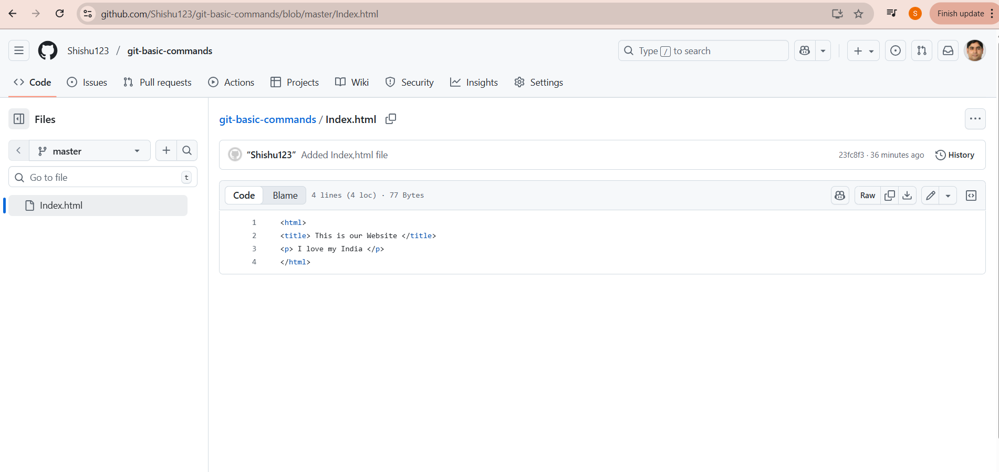 github.com/Shishu123/git-basic-commands/blob/master/Index.html
S
Finish update
Shishu123 / git-basic-commands
Type / to search
Code Issues Pull requests Actions Projects Wiki Security Insights Settings
Files
git-basic-commands / Index.html
master
“Shishu123” Added Index,html file
23fc8f3 · 36 minutes ago History
Go to file t
Code Blame 4 lines (4 loc) · 77 Bytes
Raw
Index.html
1 <html>
2 <title> This is our Website </title>
3 <p> I love my India </p>
4 </html>